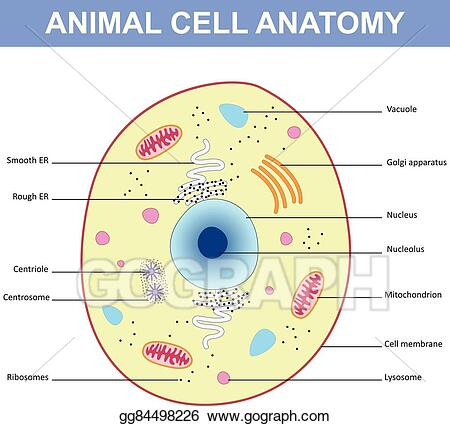 ANIMAL CELL ANATOMY
Vacuole
Smooth ER
Golgi apparatus
Rough ER
Nucleus
Nucleolus
Centriole
Centrosome
Mitochondrion
Cell membrane
Ribosomes
Lysosome
GOGRAPH
gg84498226 www.gograph.com